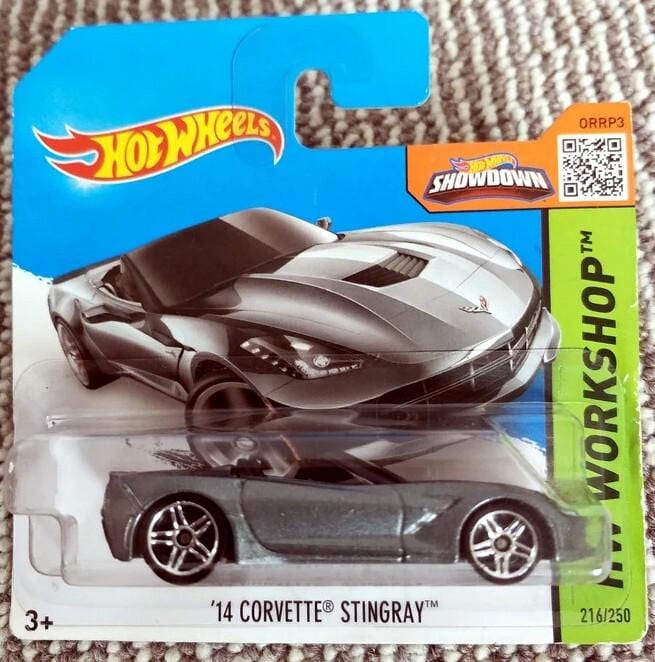 HOT WHEELS
ORRP3
HOT WHEELS
SHOWDOWN
HW WORKSHOP™
'14 CORVETTE® STINGRAY™
3+
216/250